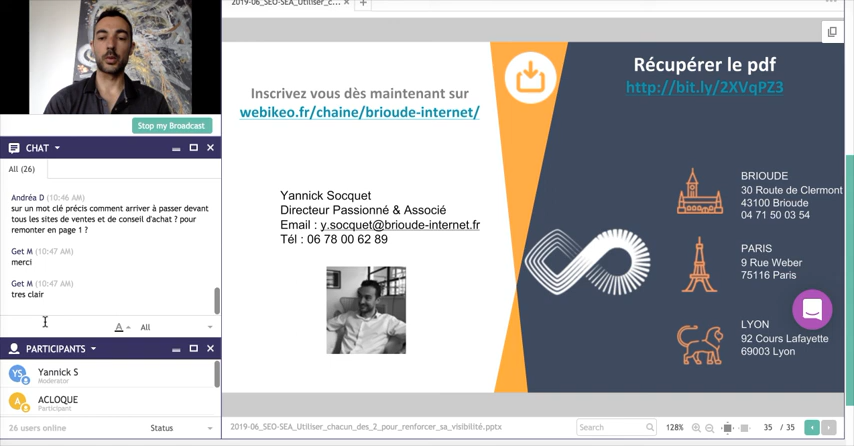 2019-06_SEO-SEA_Utiliser_c...
Stop my Broadcast
CHAT
All (26)
Andréa D (10:46 AM)
sur un mot clé précis comment arriver à passer devant
tous les sites de ventes et de conseil d'achat ? pour
remonter en page 1 ?
Get M (10:47 AM)
merci
Get M (10:47 AM)
tres clair
A
All
PARTICIPANTS
YS
Yannick S
Moderator
A
ACLOQUE
Participant
26 users online
Status
Inscrivez vous dès maintenant sur
webikeo.fr/chaine/brioude-internet/
Yannick Socquet
Directeur Passionné & Associé
Email : y.socquet@brioude-internet.fr
Tél : 06 78 00 62 89
Récupérer le pdf
http://bit.ly/2XVqPZ3
BRIOUDE
30 Route de Clermont
43100 Brioude
04 71 50 03 54
PARIS
9 Rue Weber
75116 Paris
LYON
92 Cours Lafayette
69003 Lyon
2019-06_SEO-SEA_Utiliser_chacun_des_2_pour_renforcer_sa_visibilité.pptx
Search
128%
35 / 35